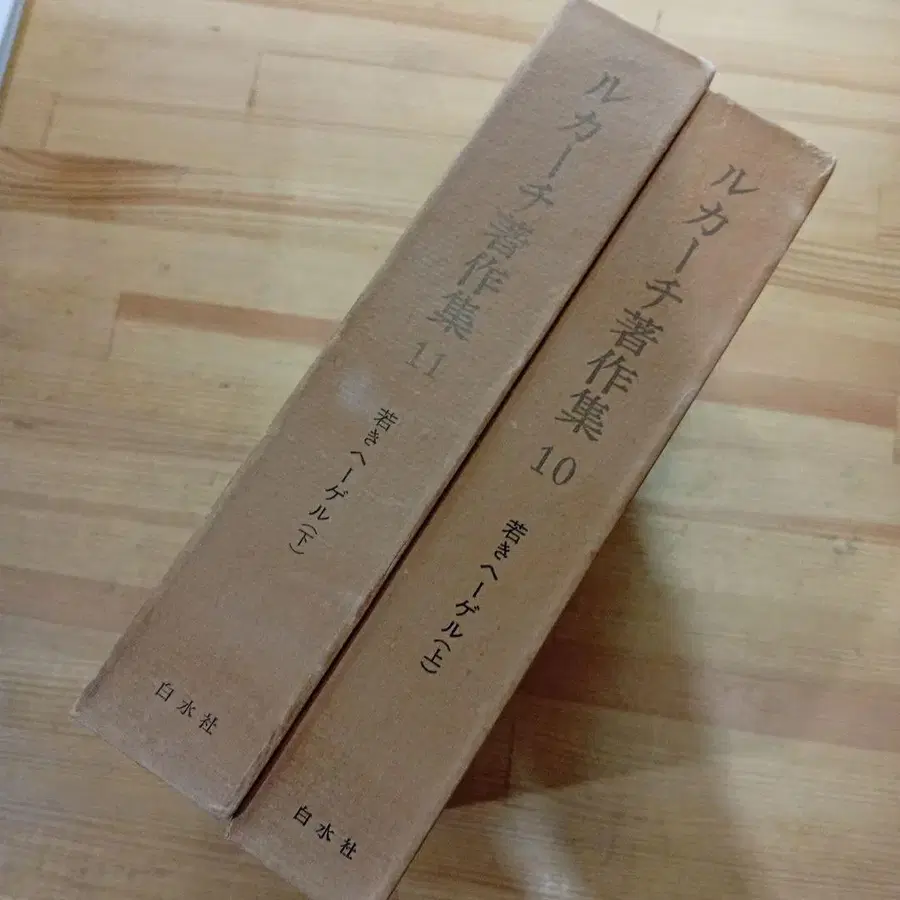 ルカーチ著作集 10
若きヘーゲル(上)
白水社
ルカーチ著作集 11
若きヘーゲル(下)
白水社